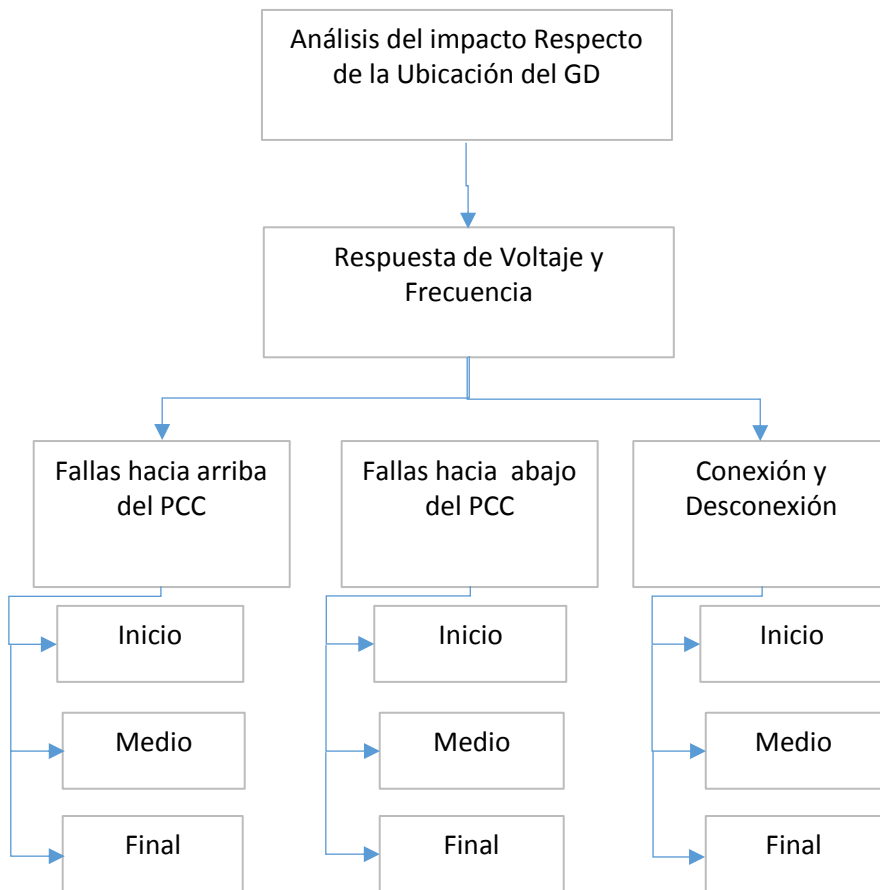 Análisis del impacto Respecto
de la Ubicación del GD
Respuesta de Voltaje y
Frecuencia
Fallas hacia arriba
del PCC
Inicio
Medio
Final
Fallas hacia abajo
del PCC
Inicio
Medio
Final
Conexión y
Desconexión
Inicio
Medio
Final